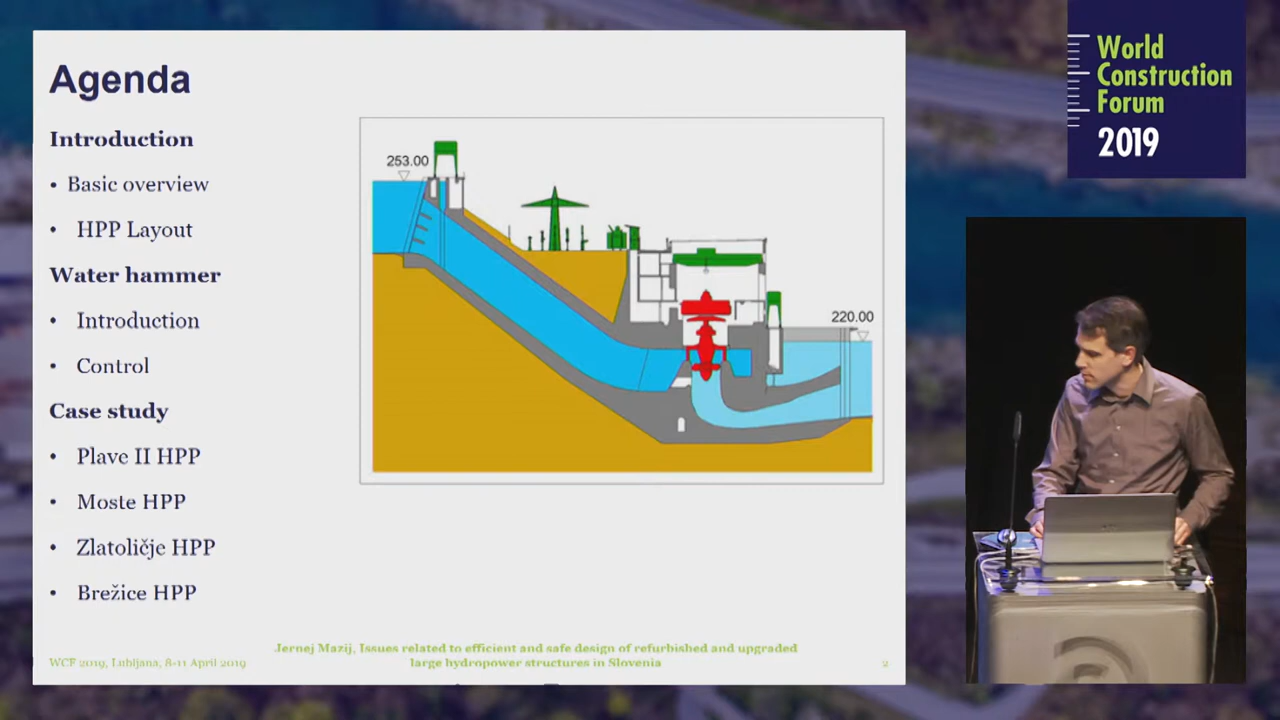 Agenda
Introduction
• Basic overview
• HPP Layout
Water hammer
• Introduction
• Control
Case study
• Plave II HPP
• Moste HPP
• Zlatoličje HPP
• Brežice HPP
253.00
220.00
WCF 2019, Lubljana, 8-11 April 2019
Jernej Mazij, Issues related to efficient and safe design of refurbished and upgraded
large hydropower structures in Slovenia
2
World
Construction
Forum
2019